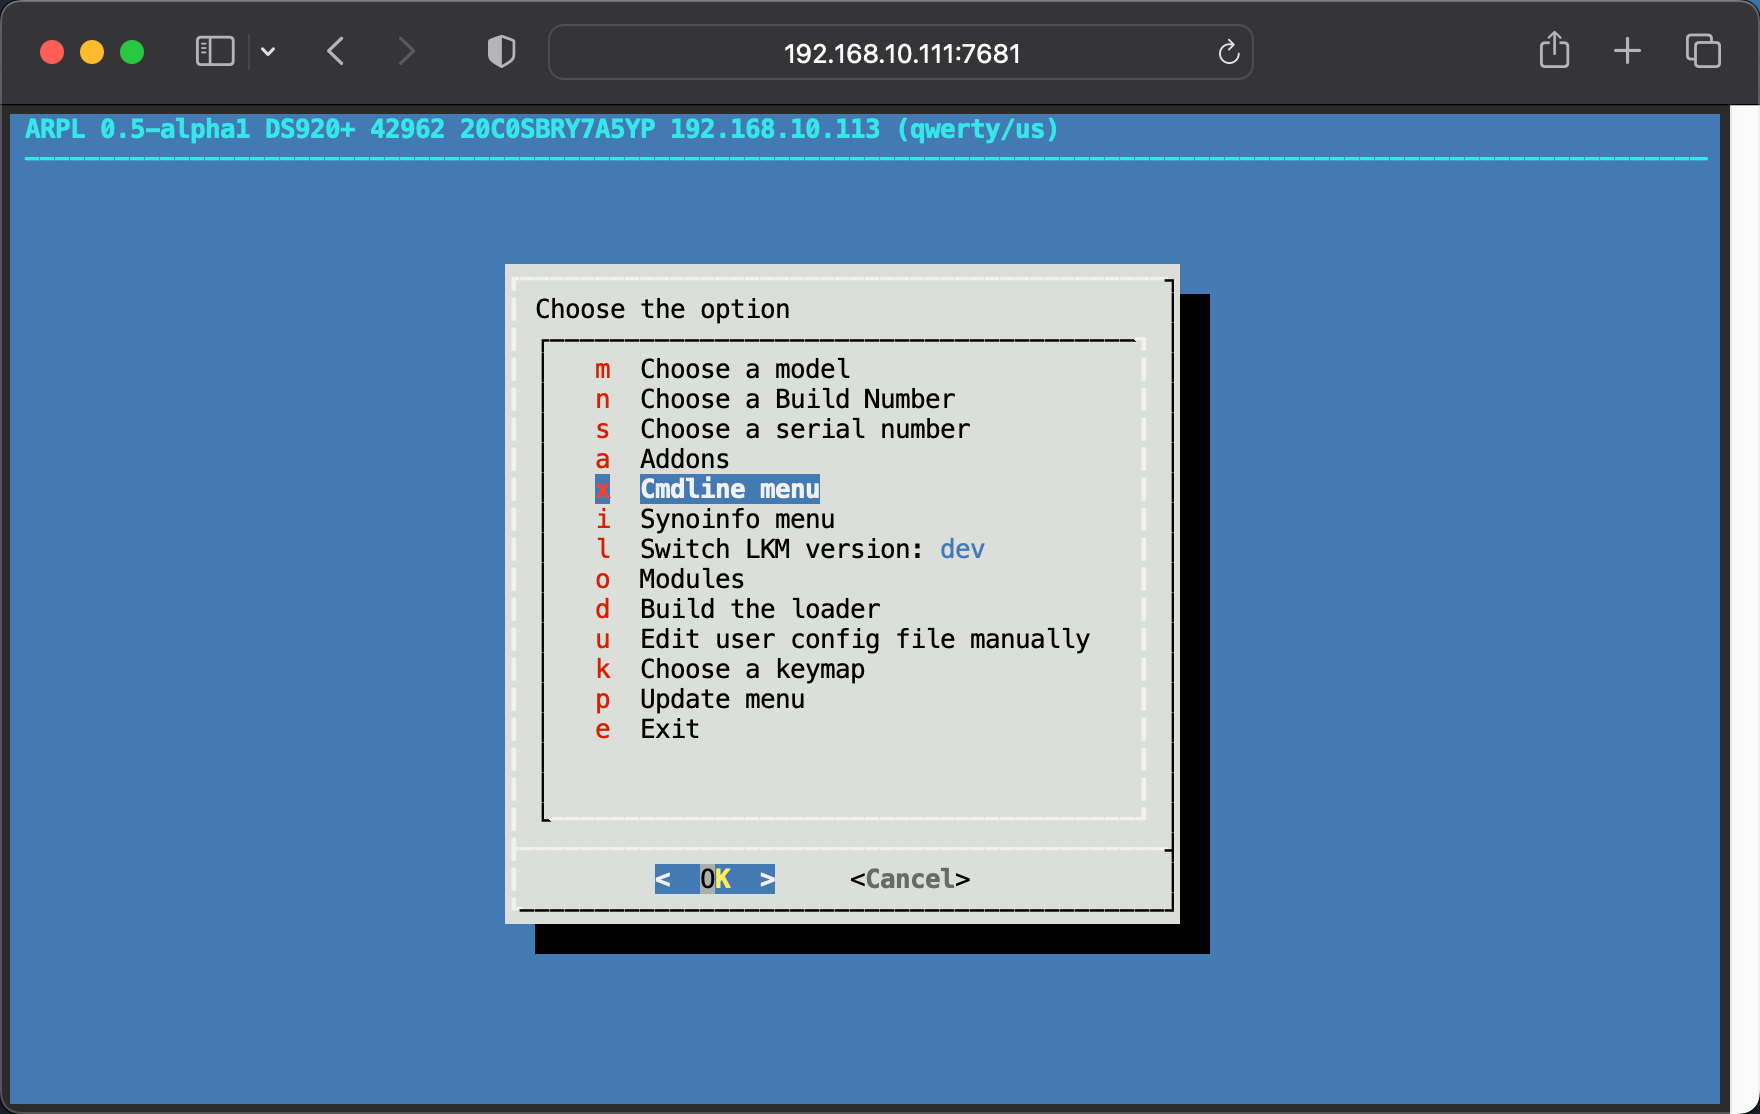 192.168.10.111:7681
ARPL 0.5-alpha1 DS920+ 42962 20C0SBRY7A5YP 192.168.10.113 (qwerty/us)
Choose the option
m Choose a model
n Choose a Build Number
s Choose a serial number
a Addons
x Cmdline menu
i Synoinfo menu
l Switch LKM version: dev
o Modules
d Build the loader
u Edit user config file manually
k Choose a keymap
p Update menu
e Exit
< OK > <Cancel>